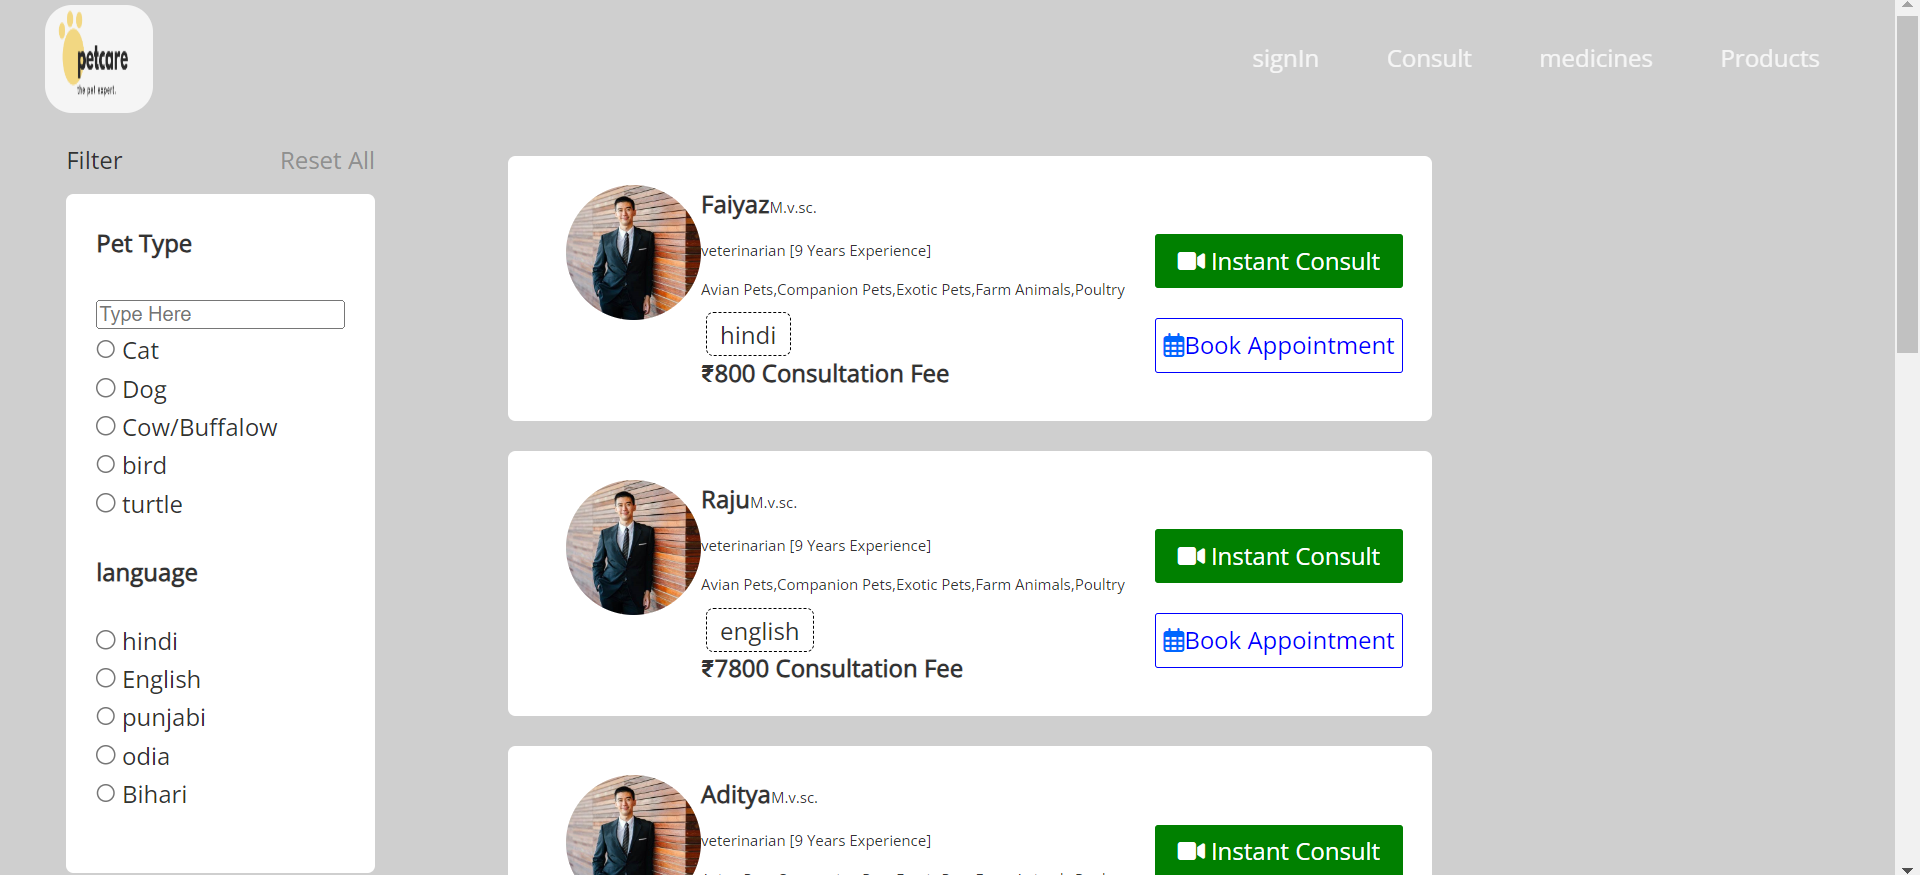 petcare
the pet expert.
signIn Consult medicines Products
Filter Reset All
Pet Type
Type Here
Cat
Dog
Cow/Buffalow
bird
turtle
language
hindi
English
punjabi
odia
Bihari
FaiyazM.v.sc.
veterinarian [9 Years Experience]
Avian Pets,Companion Pets,Exotic Pets,Farm Animals,Poultry
hindi
₹800 Consultation Fee
Instant Consult
Book Appointment
RajuM.v.sc.
veterinarian [9 Years Experience]
Avian Pets,Companion Pets,Exotic Pets,Farm Animals,Poultry
english
₹7800 Consultation Fee
Instant Consult
Book Appointment
AdityaM.v.sc.
veterinarian [9 Years Experience]
Instant Consult